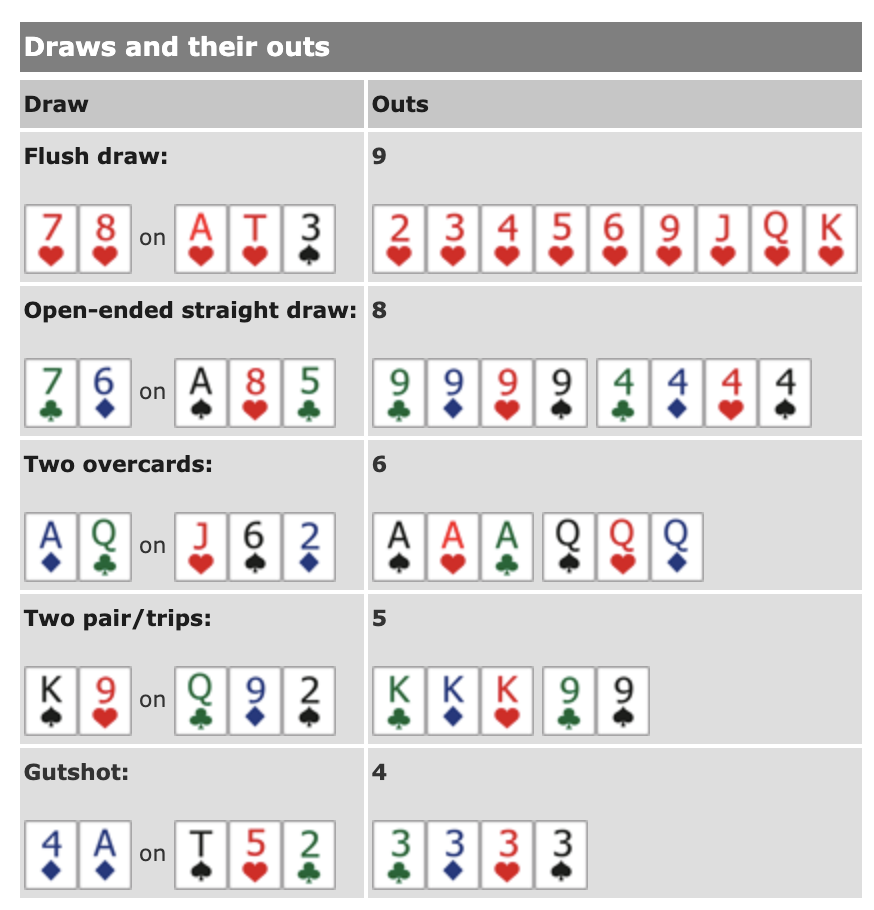 Draws and their outs
Draw Outs
Flush draw: 9
7 8 on A T 3 2 3 4 5 6 9 J Q K
Open-ended straight draw: 8
7 6 on A 8 5 9 9 9 9 4 4 4 4
Two overcards: 6
A Q on J 6 2 A A A Q Q Q
Two pair/trips: 5
K 9 on Q 9 2 K K K 9 9
Gutshot: 4
4 A on T 5 2 3 3 3 3